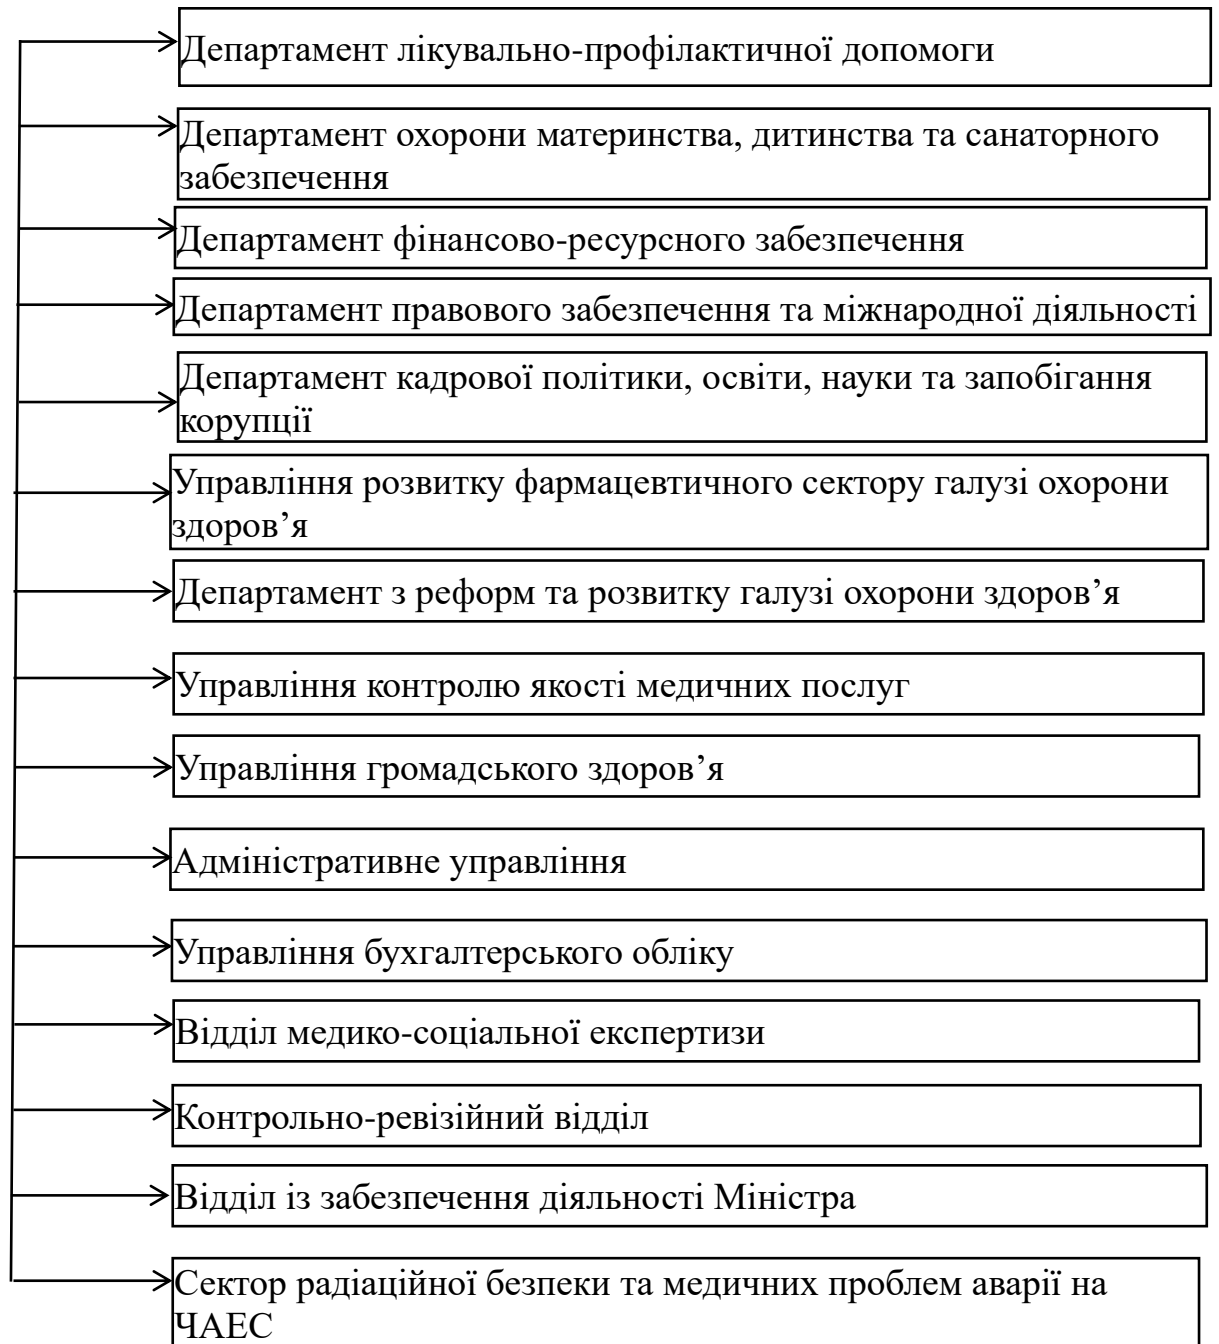 Департамент лікувально-профілактичної допомоги
Департамент охорони материнства, дитинства та санаторного
забезпечення
Департамент фінансово-ресурсного забезпечення
Департамент правового забезпечення та міжнародної діяльності
Департамент кадрової політики, освіти, науки та запобігання
корупції
Управління розвитку фармацевтичного сектору галузі охорони
здоров’я
Департамент з реформ та розвитку галузі охорони здоров’я
Управління контролю якості медичних послуг
Управління громадського здоров’я
Адміністративне управління
Управління бухгалтерського обліку
Відділ медико-соціальної експертизи
Контрольно-ревізійний відділ
Відділ із забезпечення діяльності Міністра
Сектор радіаційної безпеки та медичних проблем аварії на
ЧАЕС